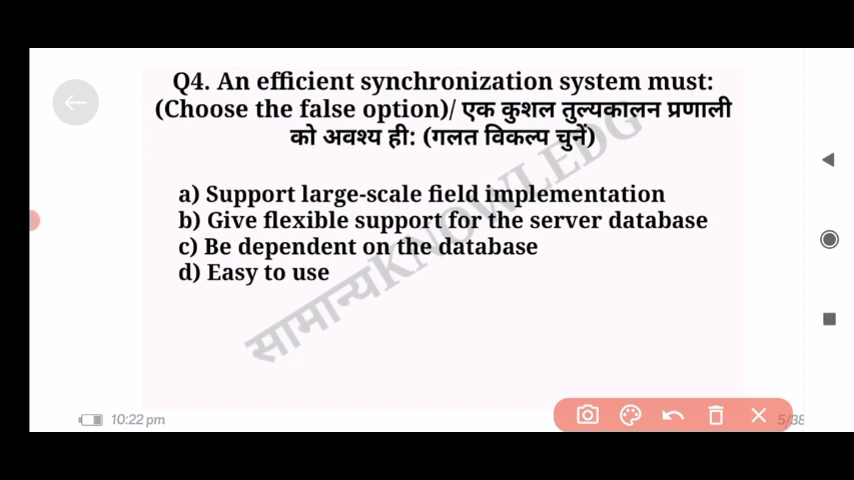 Q4. An efficient synchronization system must:
(Choose the false option)/ एक कुशल तुल्यकालन प्रणाली
को अवश्य ही: (गलत विकल्प चुनें)
a) Support large-scale field implementation
b) Give flexible support for the server database
c) Be dependent on the database
d) Easy to use
सामान्यKNOWLEDG
10:22 pm
5/38